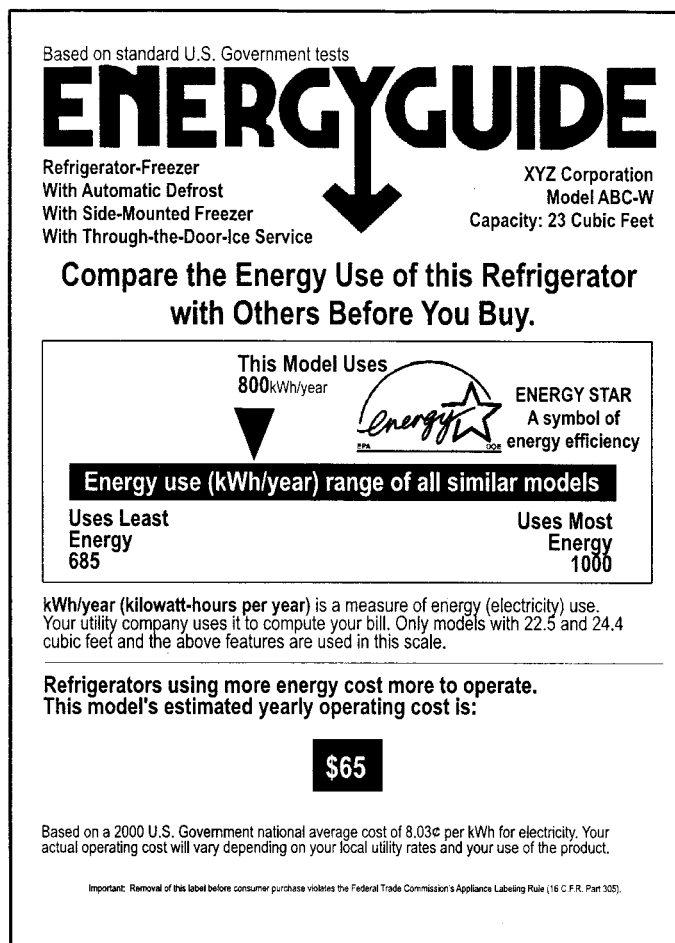 Based on standard U.S. Government tests
ENERGYGUIDE
Refrigerator-Freezer
With Automatic Defrost
With Side-Mounted Freezer
With Through-the-Door-Ice Service
XYZ Corporation
Model ABC-W
Capacity: 23 Cubic Feet
Compare the Energy Use of this Refrigerator
with Others Before You Buy.
This Model Uses
800kWh/year
energy
EPA DOE
ENERGY STAR
A symbol of
energy efficiency
Energy use (kWh/year) range of all similar models
Uses Least
Energy
685
Uses Most
Energy
1000
kWh/year (kilowatt-hours per year) is a measure of energy (electricity) use.
Your utility company uses it to compute your bill. Only models with 22.5 and 24.4
cubic feet and the above features are used in this scale.
Refrigerators using more energy cost more to operate.
This model's estimated yearly operating cost is:
$65
Based on a 2000 U.S. Government national average cost of 8.03¢ per kWh for electricity. Your
actual operating cost will vary depending on your local utility rates and your use of the product.
Important: Removal of this label before consumer purchase violates the Federal Trade Commission's Appliance Labeling Rule (16 C.F.R. Part 305).